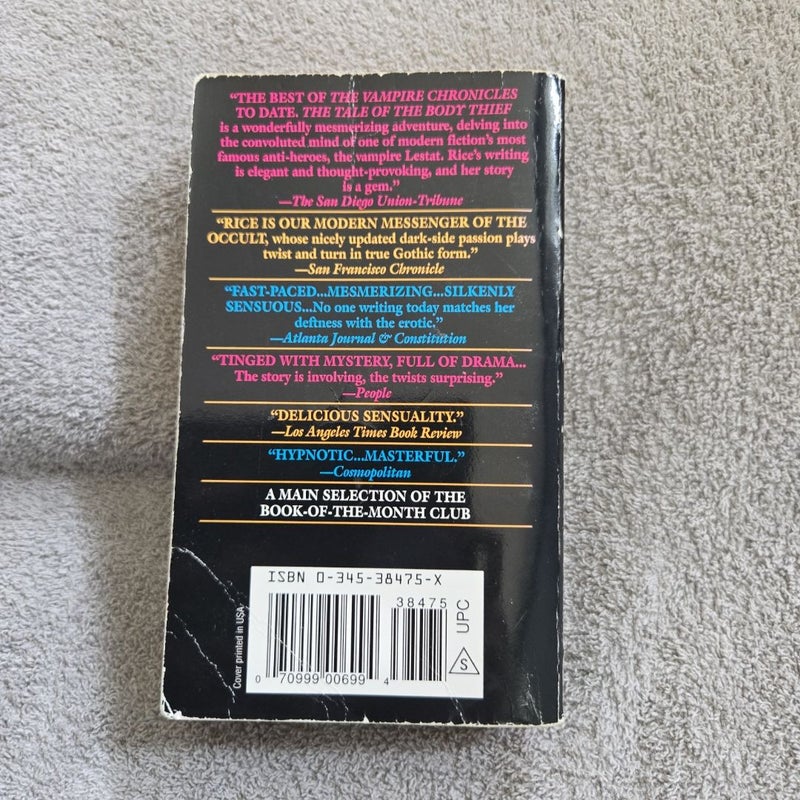 “THE BEST OF THE VAMPIRE CHRONICLES
TO DATE. THE TALE OF THE BODY THIEF
is a wonderfully mesmerizing adventure, delving into
the convoluted mind of one of modern fiction’s most
famous anti-heroes, the vampire Lestat. Rice’s writing
is elegant and thought-provoking, and her story
is a gem.”
—The San Diego Union-Tribune
“RICE IS OUR MODERN MESSENGER OF THE
OCCULT, whose nicely updated dark-side passion plays
twist and turn in true Gothic form.”
—San Francisco Chronicle
“FAST-PACED...MESMERIZING...SILKENLY
SENSUOUS...No one writing today matches her
deftness with the erotic.”
—Atlanta Journal & Constitution
“TINGED WITH MYSTERY, FULL OF DRAMA...
The story is involving, the twists surprising.”
—People
“DELICIOUS SENSUALITY.”
—Los Angeles Times Book Review
“HYPNOTIC...MASTERFUL.”
—Cosmopolitan
A MAIN SELECTION OF THE
BOOK-OF-THE-MONTH CLUB
ISBN 0-345-38475-X
38475
UPC
S
0 70999 00699 4
Cover printed in USA